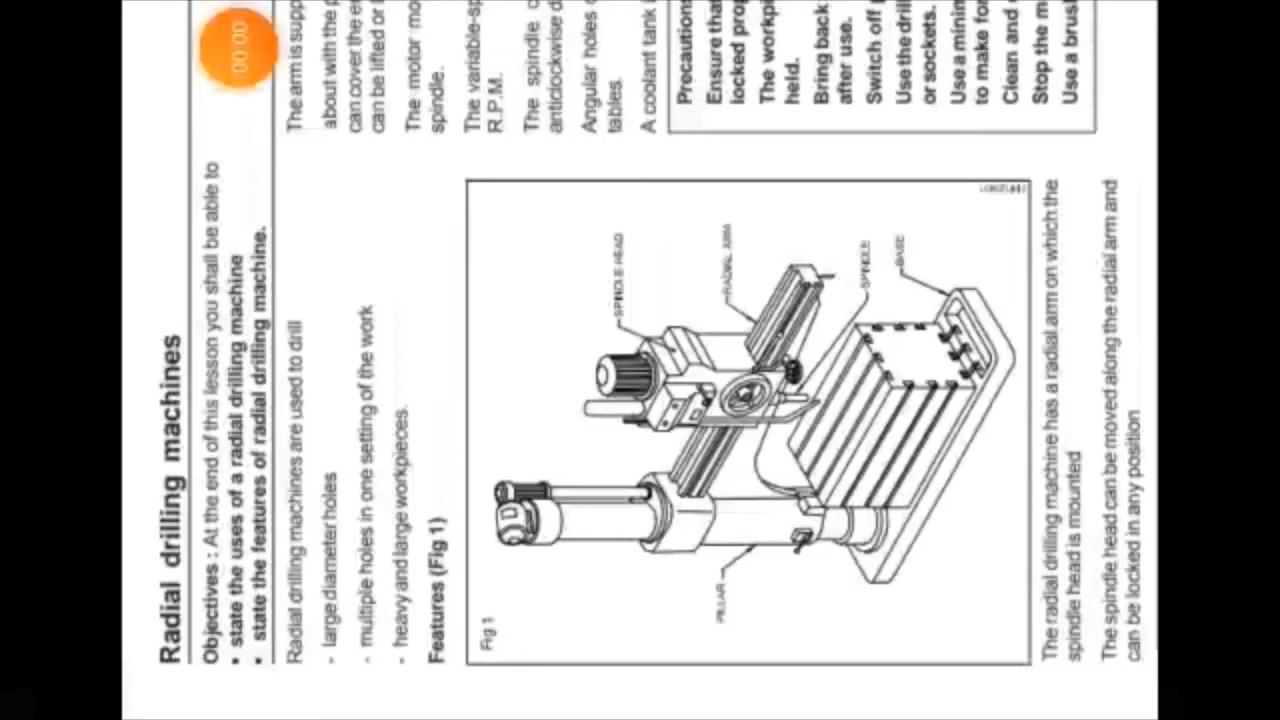 Radial drilling machines
Objectives : At the end of this lesson you shall be able to
• state the uses of a radial drilling machine
• state the features of radial drilling machine.
Radial drilling machines are used to drill
- large diameter holes
- multiple holes in one setting of the work
- heavy and large workpieces.
Features (Fig 1)
Fig 1
SPINDLE HEAD
RADIAL ARM
SPINDLE
BASE
PILLAR
The radial drilling machine has a radial arm on which the
spindle head is mounted
The spindle head can be moved along the radial arm and
can be locked in any position
The arm is supp
about with the p
can cover the e
can be lifted or
The motor mo
spindle.
The variable-sp
R.P.M.
The spindle c
anticlockwise d
Angular holes
tables.
A coolant tank i
Precautions
Ensure that
locked prop
The workpi
held.
Bring back
after use.
Switch off
Use the drill
or sockets.
Use a minim
to make for
Clean and
Stop the m
Use a brush
00:00